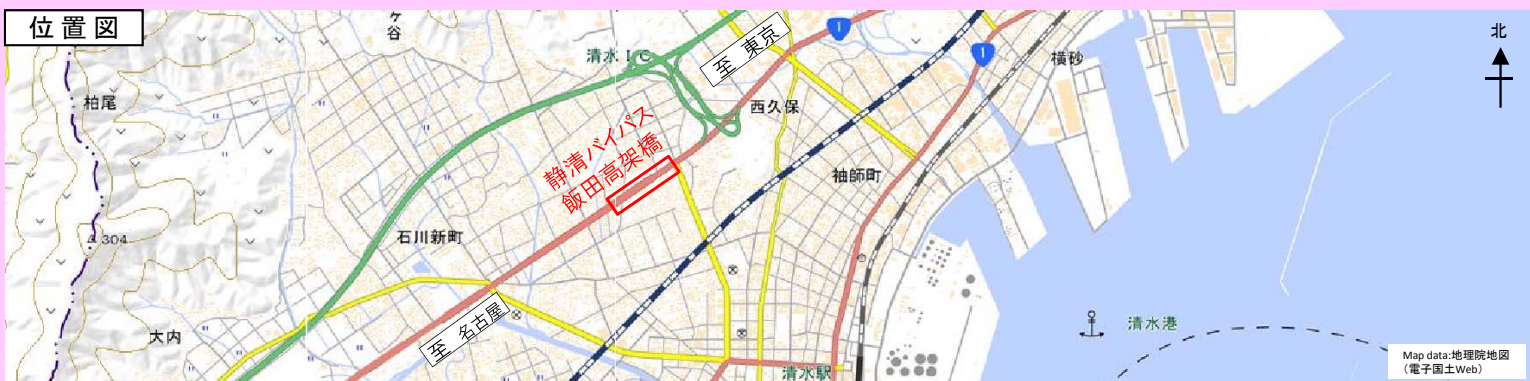 位置図
ヶ
谷
清水IC
至 東京
1
1
横砂
北
柏尾
西久保
静清バイパス
飯田高架橋
袖師町
304
石川新町
至 名古屋
大内
清水港
清水駅
Map data:地理院地図
（電子国土Web）